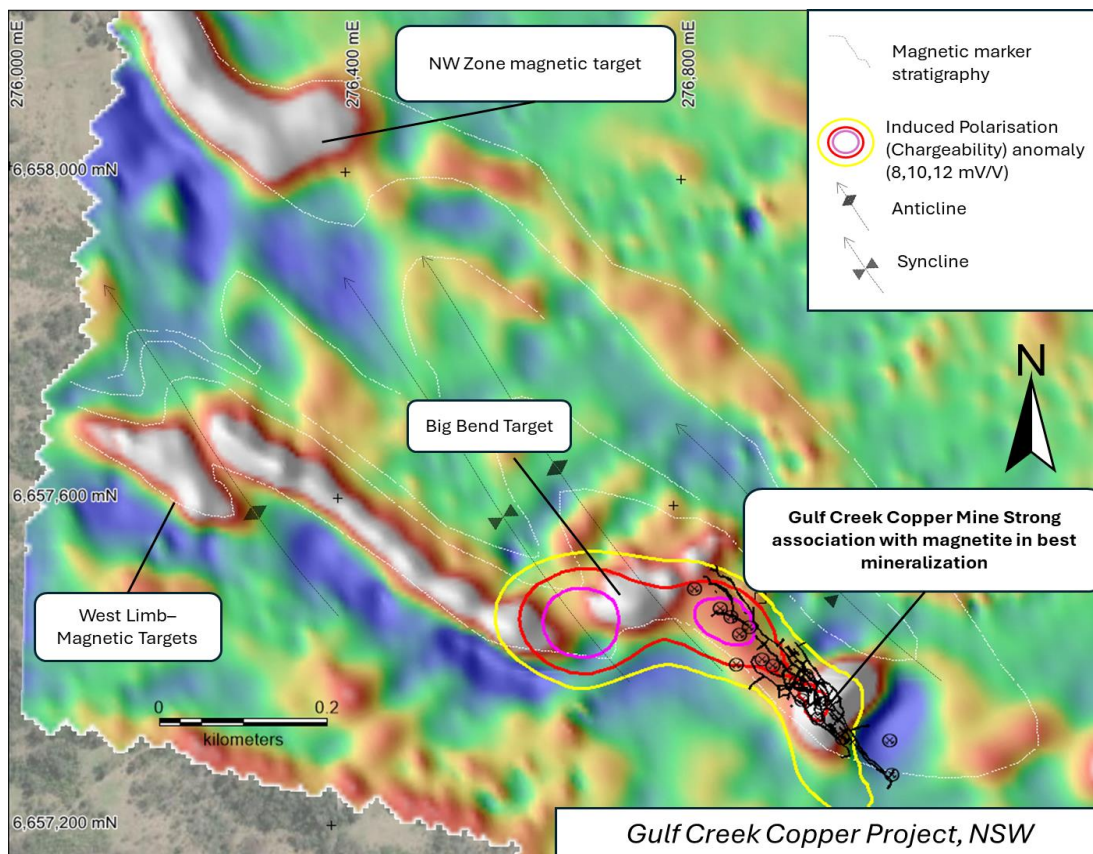 276,000 mE
276,400 mE
276,800 mE
NW Zone magnetic target
Magnetic marker
stratigraphy
Induced Polarisation
(Chargeability) anomaly
(8,10,12 mV/V)
Anticline
Syncline
6,658,000 mN
N
Big Bend Target
6,657,600 mN
Gulf Creek Copper Mine Strong
association with magnetite in best
mineralization
West Limb–
Magnetic Targets
0 0.2
kilometers
6,657,200 mN
Gulf Creek Copper Project, NSW